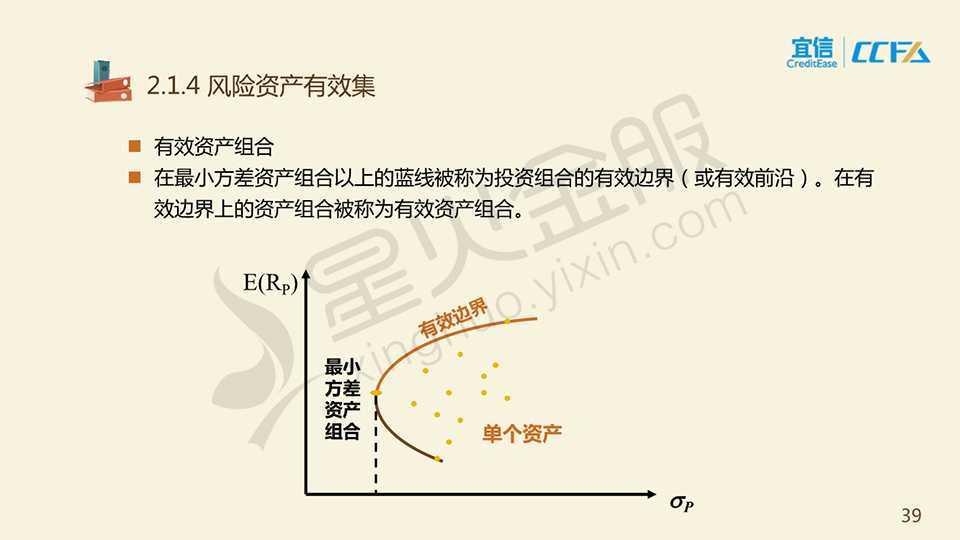 宜信
CreditEase
CCFA
2.1.4 风险资产有效集
有效资产组合
在最小方差资产组合以上的蓝线被称为投资组合的有效边界（或有效前沿）。在有
效边界上的资产组合被称为有效资产组合。
星火金服
xinghuo.yixin.com
E(RP)
有效边界
最小
方差
资产
组合
单个资产
σP
39